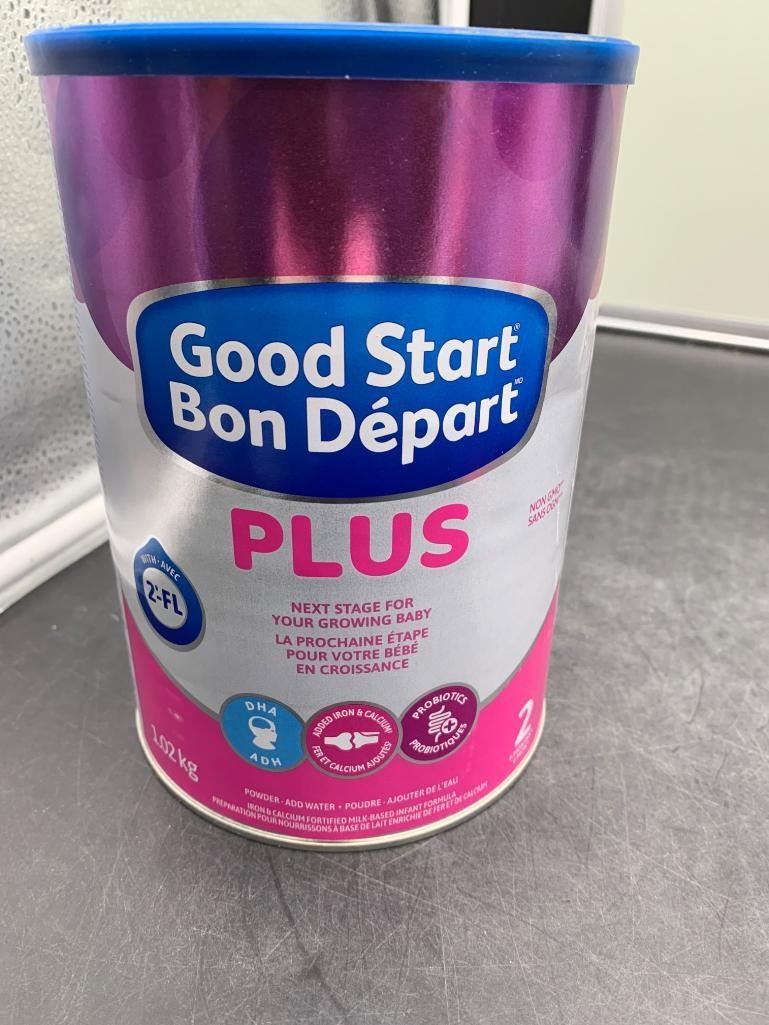 Good Start®
Bon Départ MD
PLUS
NON GMO
SANS OGM
WITH · AVEC
2'-FL
NEXT STAGE FOR
YOUR GROWING BABY
LA PROCHAINE ÉTAPE
POUR VOTRE BÉBÉ
EN CROISSANCE
DHA
ADH
ADDED IRON & CALCIUM
FER ET CALCIUM AJOUTÉS
PROBIOTICS
PROBIOTIQUES
2
1.02 kg
POWDER - ADD WATER • POUDRE - AJOUTER DE L'EAU
IRON & CALCIUM FORTIFIED MILK-BASED INFANT FORMULA
PRÉPARATION POUR NOURRISSONS À BASE DE LAIT ENRICHIE DE FER ET DE CALCIUM